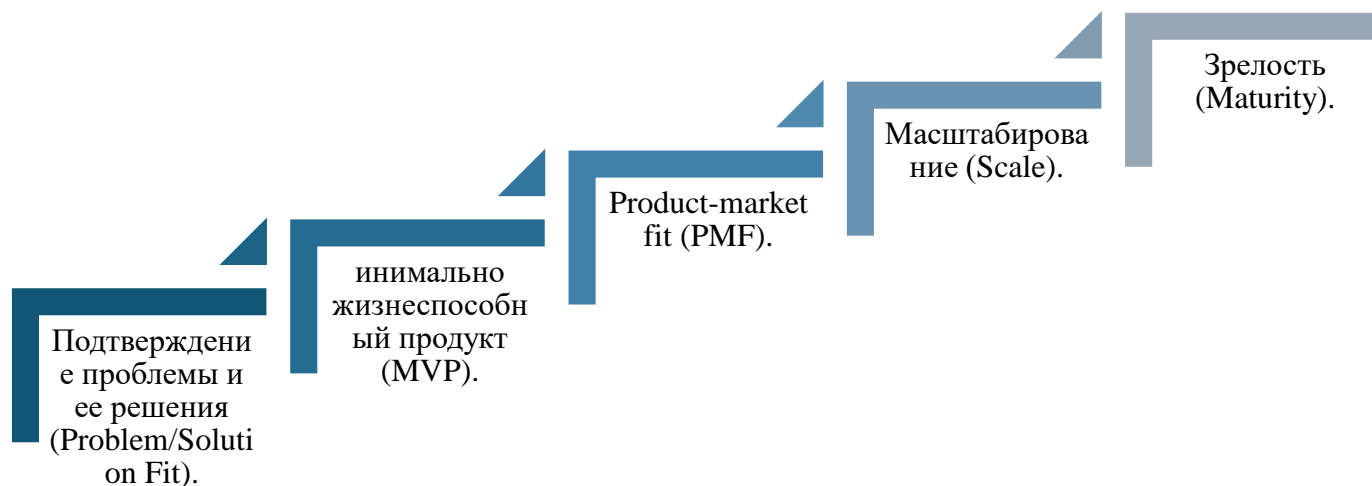 Подтверждени
е проблемы и
ее решения
(Problem/Soluti
on Fit).
инимально
жизнеспособн
ый продукт
(MVP).
Product-market
fit (PMF).
Масштабирова
ние (Scale).
Зрелость
(Maturity).